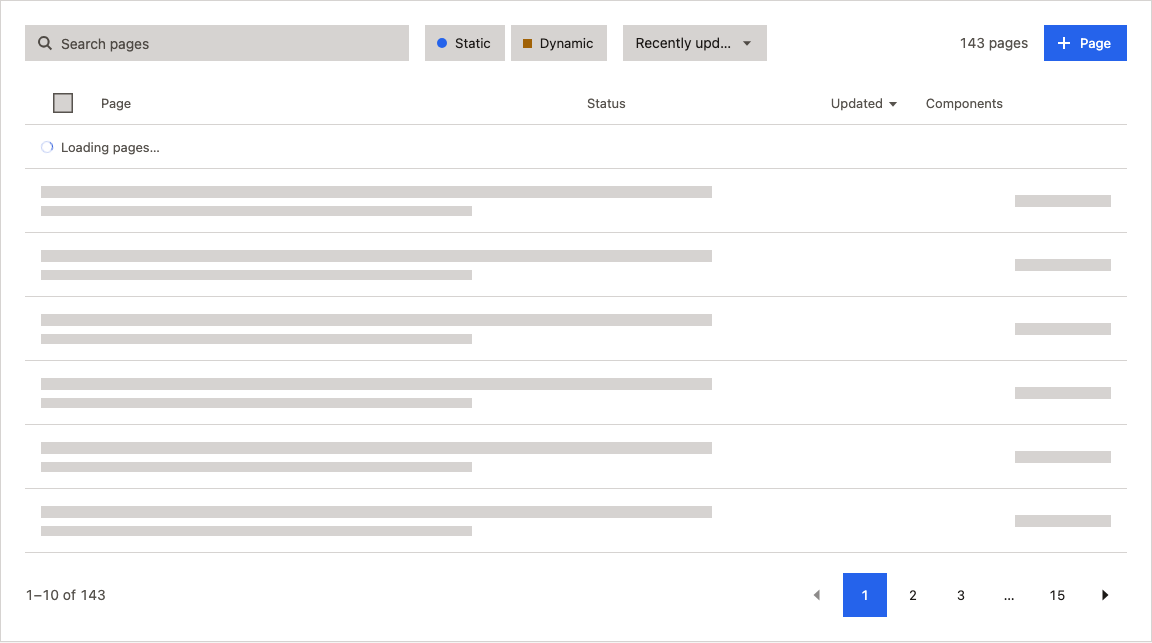 Search pages
Static
Dynamic
Recently upd...
143 pages
Page
Page
Status
Updated
Components
Loading pages...
1–10 of 143
1
2
3
...
15